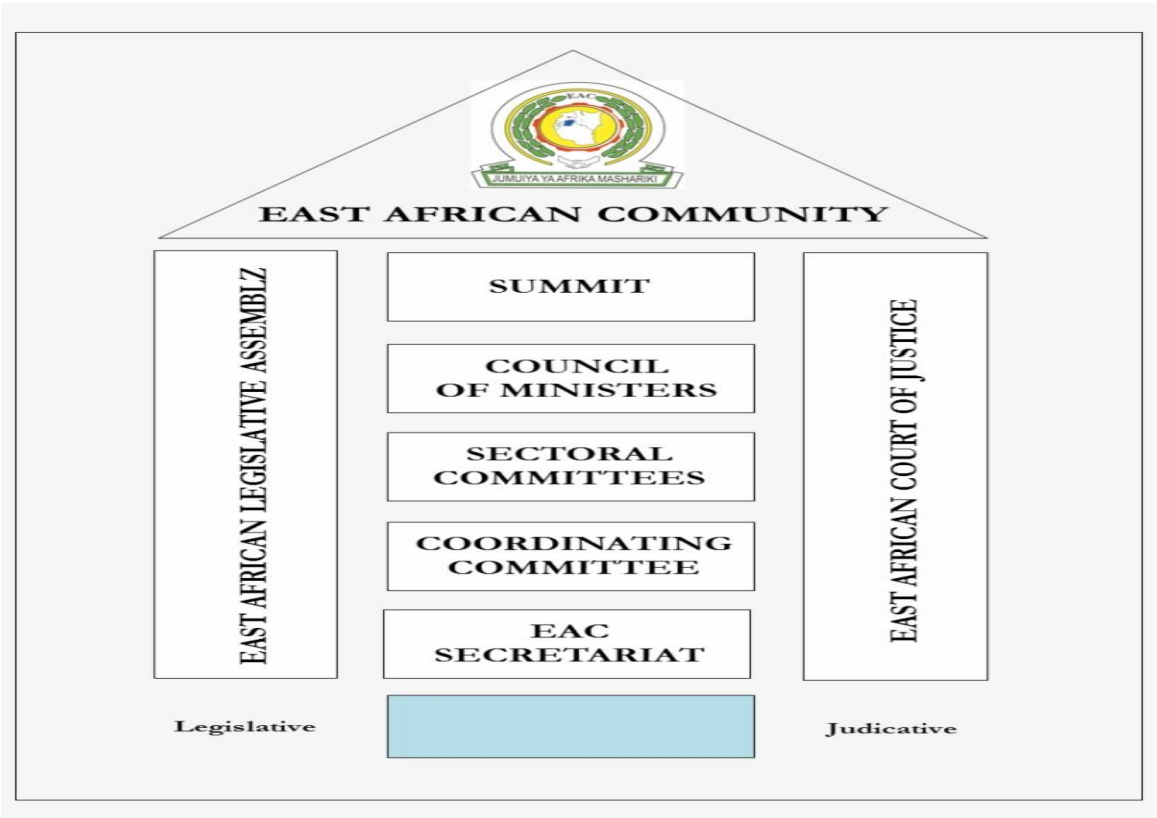 EAC
JUMUIYA YA AFRIKA MASHARIKI
EAST AFRICAN COMMUNITY
EAST AFRICAN LEGISLATIVE ASSEMBLZ
SUMMIT
COUNCIL
OF MINISTERS
SECTORAL
COMMITTEES
COORDINATING
COMMITTEE
EAC
SECRETARIAT
EAST AFRICAN COURT OF JUSTICE
Legislative
Judicative